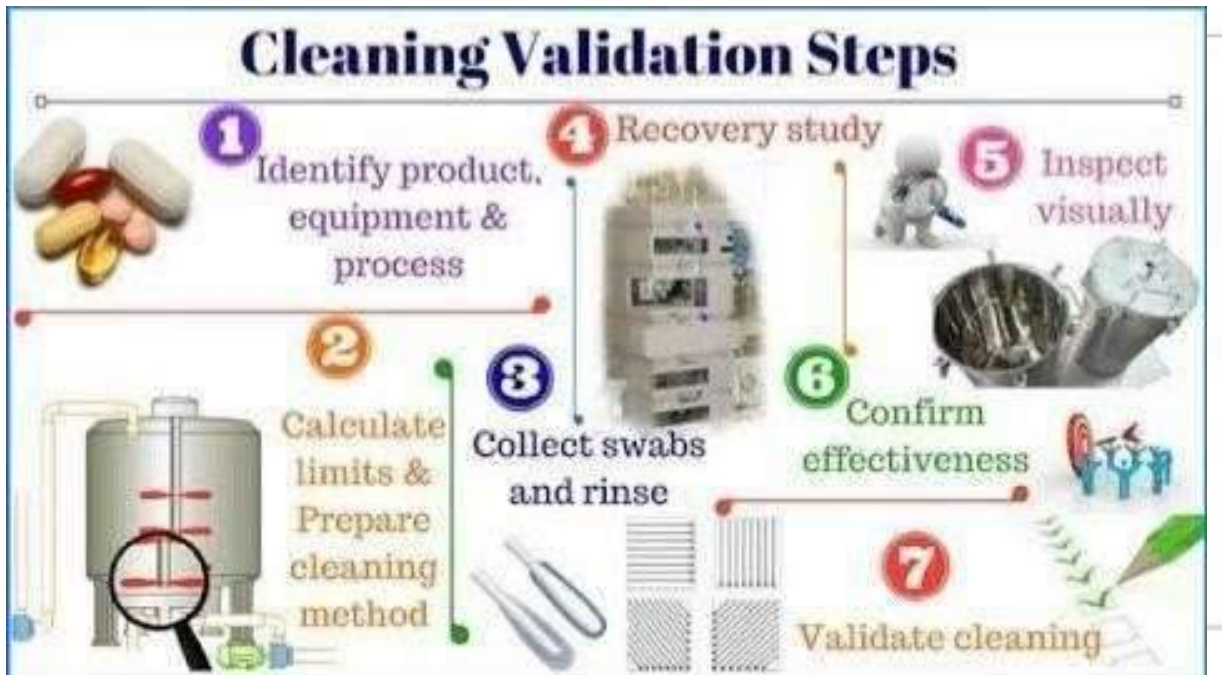 Cleaning Validation Steps
1
Identify product,
equipment &
process
2
Calculate
limits &
Prepare
cleaning
method
3
Collect swabs
and rinse
4
Recovery study
5
Inspect
visually
6
Confirm
effectiveness
7
Validate cleaning